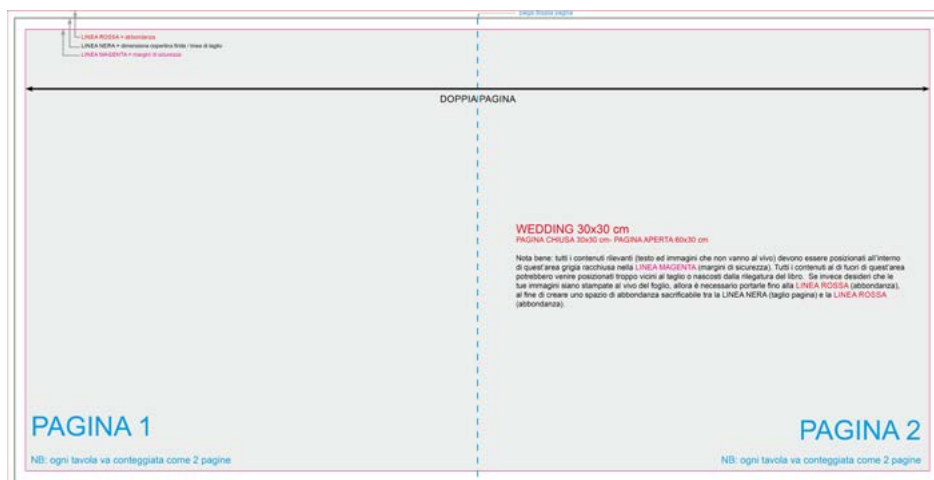 piega doppia pagina
LINEA ROSSA = abbondanza
LINEA NERA = dimensione copertina finita / linea di taglio
LINEA MAGENTA = margini di sicurezza
DOPPIA PAGINA
WEDDING 30x30 cm
PAGINA CHIUSA 30x30 cm- PAGINA APERTA 60x30 cm
Nota bene: tutti i contenuti rilevanti (testo ed immagini che non vanno al vivo) devono essere posizionati all'interno
di quest'area grigia racchiusa nella LINEA MAGENTA (margini di sicurezza). Tutti i contenuti al di fuori di quest'area
potrebbero venire posizionati troppo vicini al taglio o nascosti dalla rilegatura del libro. Se invece desideri che le
tue immagini siano stampate al vivo del foglio, allora è necessario portarle fino alla LINEA ROSSA (abbondanza),
al fine di creare uno spazio di abbondanza sacrificabile tra la LINEA NERA (taglio pagina) e la LINEA ROSSA
(abbondanza).
PAGINA 1
PAGINA 2
NB: ogni tavola va conteggiata come 2 pagine
NB: ogni tavola va conteggiata come 2 pagine